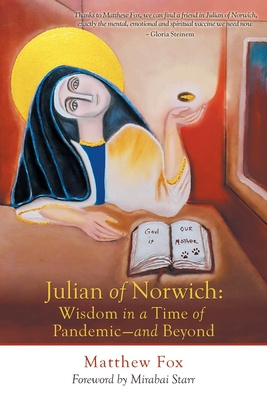 Thanks to Matthew Fox, we can find a friend in Julian of Norwich,
exactly the mental, emotional and spiritual vaccine we need now.
– Gloria Steinem
God is
OUR MOTHER
Julian of Norwich:
Wisdom in a Time of
Pandemic—and Beyond
Matthew Fox
Foreword by Mirabai Starr